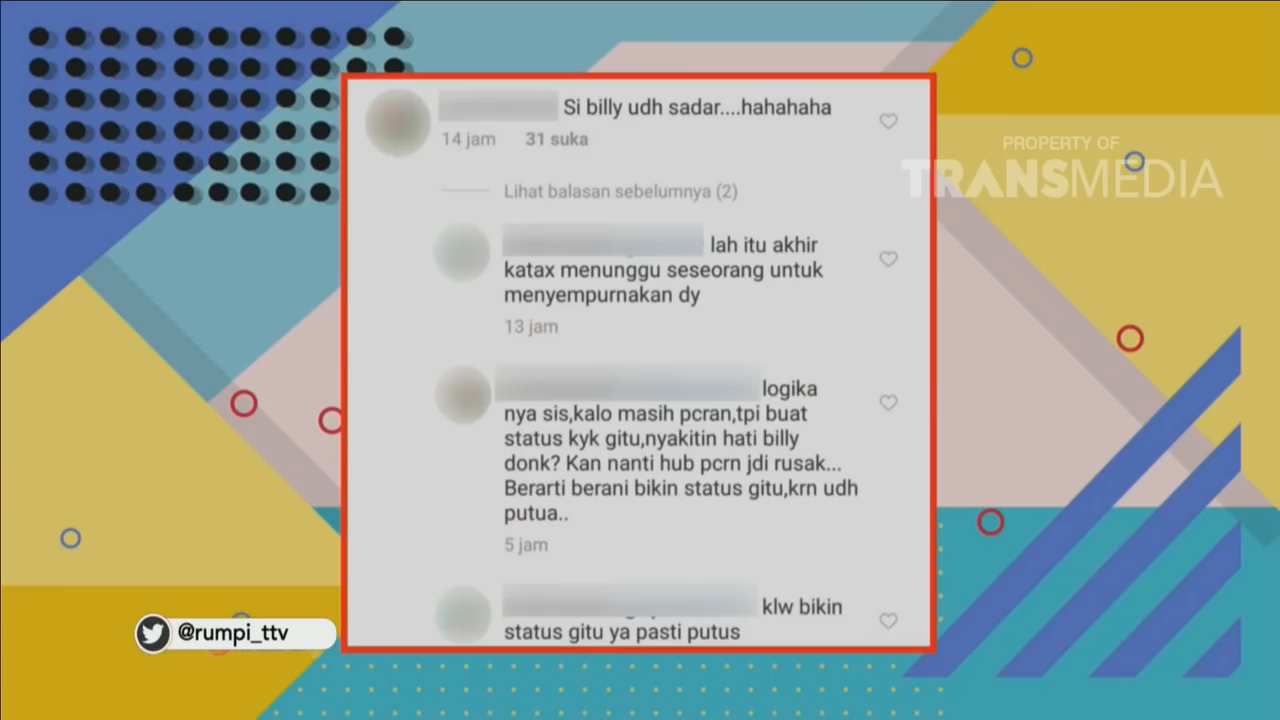 Si billy udh sadar....hahahaha
14 jam 31 suka
Lihat balasan sebelumnya (2)
lah itu akhir
katax menunggu seseorang untuk
menyempurnakan dy
13 jam
logika
nya sis,kalo masih pcran,tpi buat
status kyk gitu,nyakitin hati billy
donk? Kan nanti hub pcrn jdi rusak...
Berarti berani bikin status gitu,krn udh
putua..
5 jam
klw bikin
status gitu ya pasti putus
PROPERTY OF
TRANSMEDIA
@rumpi_ttv